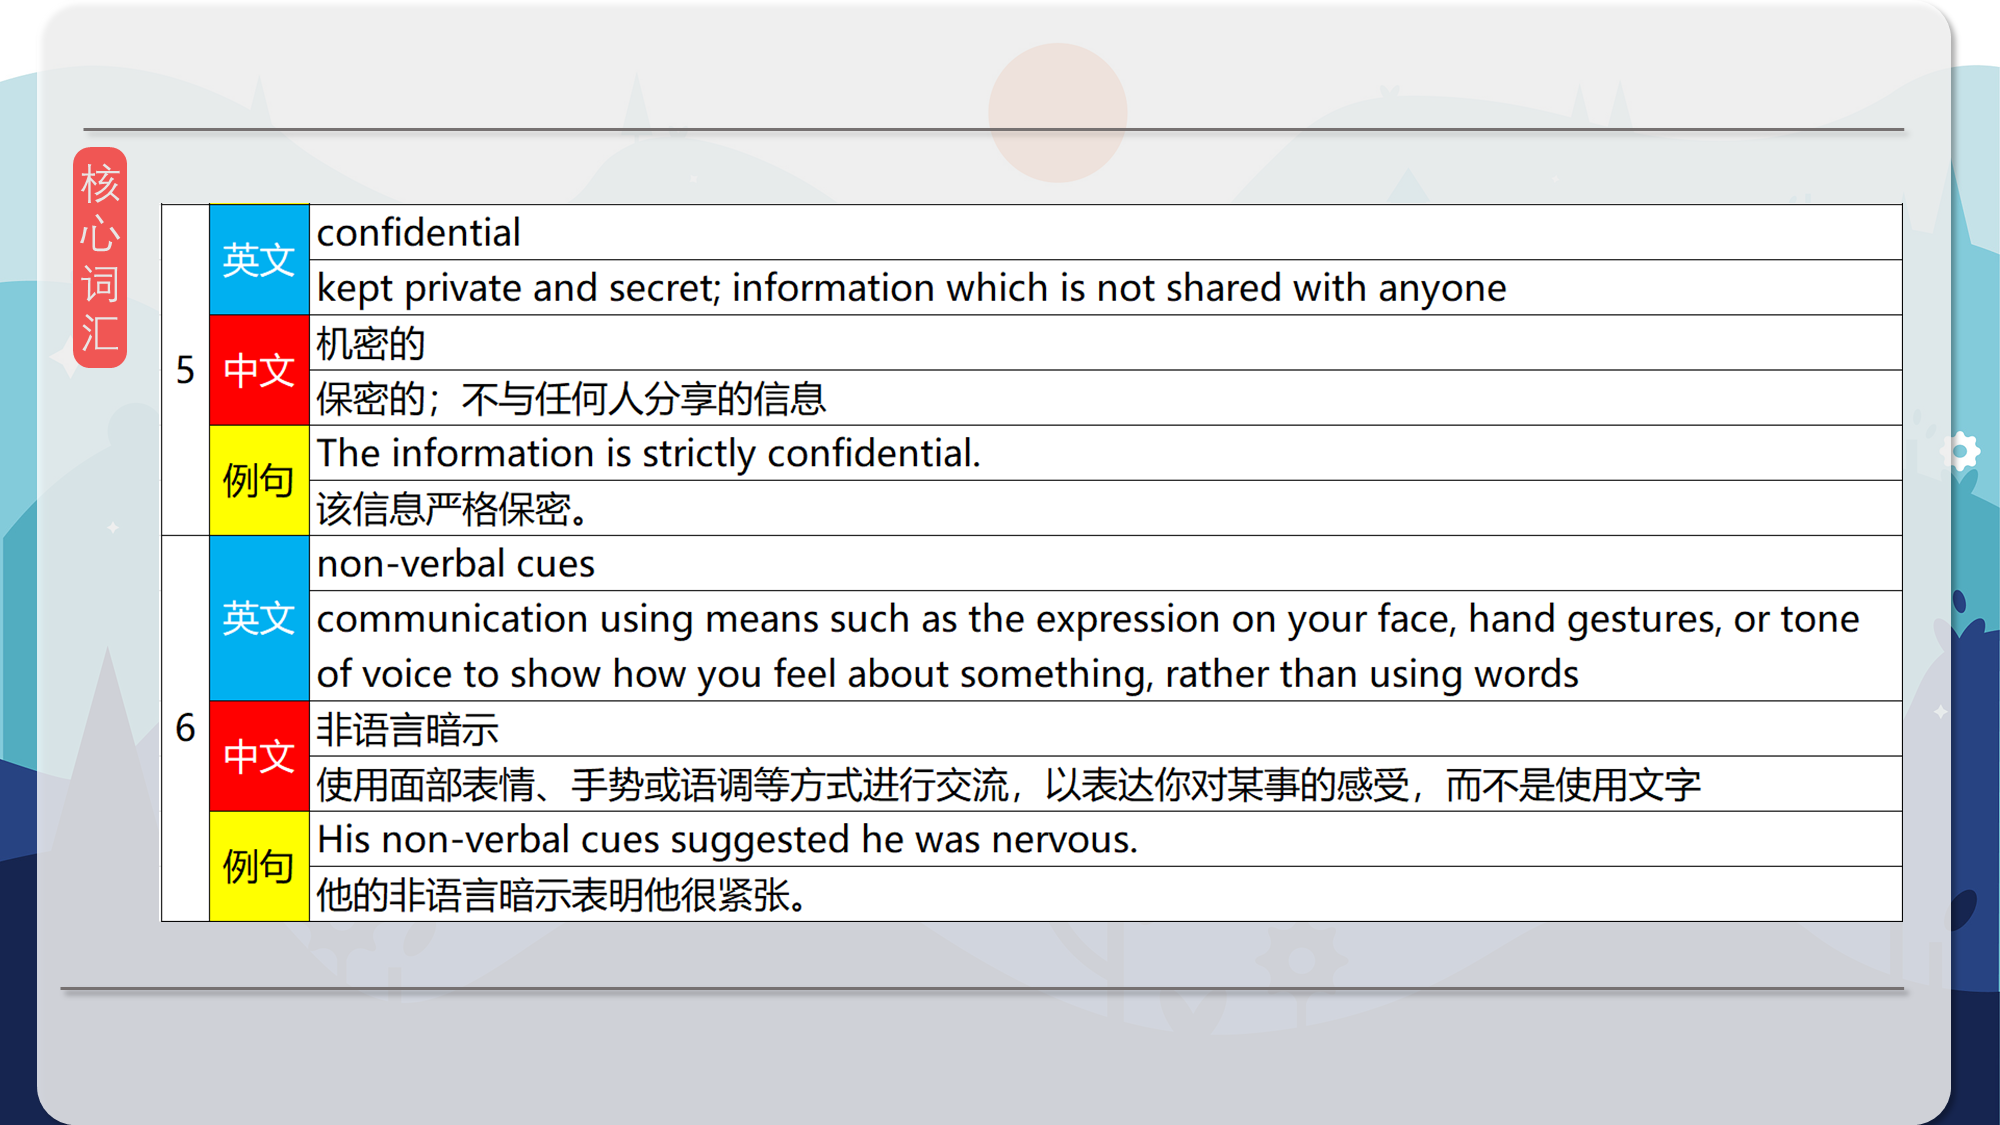 核心词汇
5
英文
confidential
kept private and secret; information which is not shared with anyone
中文
机密的
保密的；不与任何人分享的信息
例句
The information is strictly confidential.
该信息严格保密。
6
英文
non-verbal cues
communication using means such as the expression on your face, hand gestures, or tone
of voice to show how you feel about something, rather than using words
中文
非语言暗示
使用面部表情、手势或语调等方式进行交流，以表达你对某事的感受，而不是使用文字
例句
His non-verbal cues suggested he was nervous.
他的非语言暗示表明他很紧张。